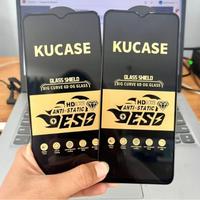 KUCASE
GLASS SHIELD
BIG CURVE 6D OG GLASS
HD
ANTI-STATIC
ESD
KUCASE
GLASS SHIELD
BIG CURVE 6D OG GLASS
HD
ANTI-STATIC
ESD